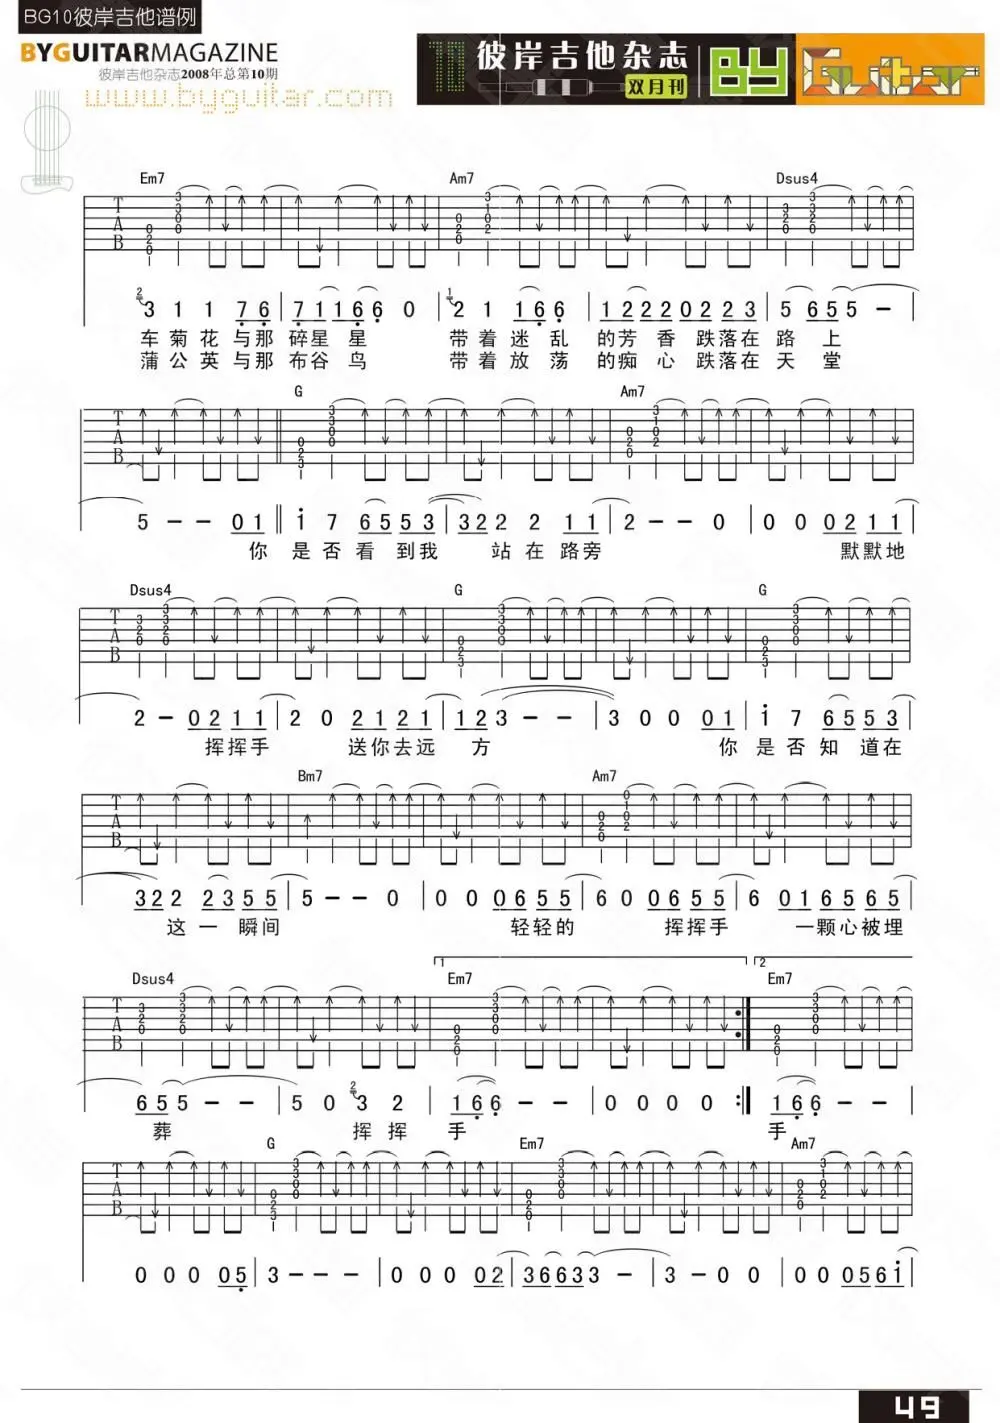 BG10彼岸吉他谱例
BYGUITARMAGAZINE
彼岸吉他杂志2008年总第10期
www.byguitar.com
10 彼岸吉他杂志 双月刊 BY Guitar
Em7 Am7 Dsus4
3 1 1 7 6 | 7 1 1 6 6 0 | 2 1 1 6 6 | 1 2 2 2 0 2 2 3 | 5 6 5 5 -
车菊花与那 碎星星 带着迷乱 的芳香跌落在路上
蒲公英与那布谷鸟 带着放荡 的痴心跌落在天堂
G Am7
5 - - 0 1 || i 7 6 5 5 3 | 3 2 2 2 1 1 | 2 - - 0 | 0 0 0 2 1 1
你 是否看到我 站在路旁 默默地
Dsus4 G G
2 - 0 2 1 1 | 2 0 2 1 2 1 | 1 2 3 - - | 3 0 0 0 1 | i 7 6 5 5 3
挥挥手 送你去远 方 你是否知道在
Bm7 Am7
3 2 2 2 3 5 5 | 5 - - 0 | 0 0 0 6 5 5 | 6 0 0 6 5 5 | 6 0 1 6 5 6 5
这一瞬间 轻轻的 挥挥手 一颗心被埋
1 2
Dsus4 Em7 Em7
6 5 5 - - | 5 0 3 2 | 1 6 6 - - | 0 0 0 0 :|| 1 6 6 - -
葬 挥挥手 手
G Em7 Am7
0 0 0 0 5 | 3 - - - | 0 0 0 0 2 | 3 6 6 3 3 - | 3 - 0 0 | 0 0 0 5 6 i
49